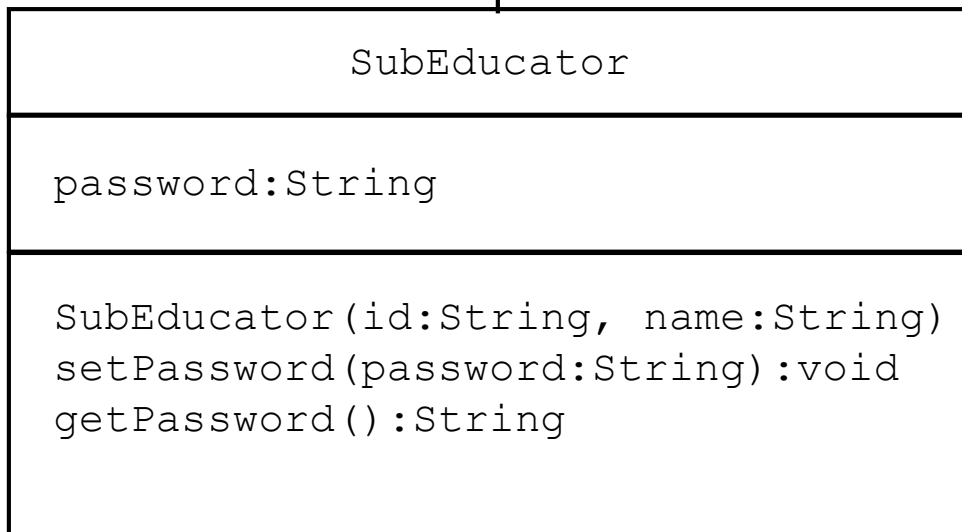 SubEducator
password:String
SubEducator(id:String, name:String)
setPassword(password:String):void
getPassword():String